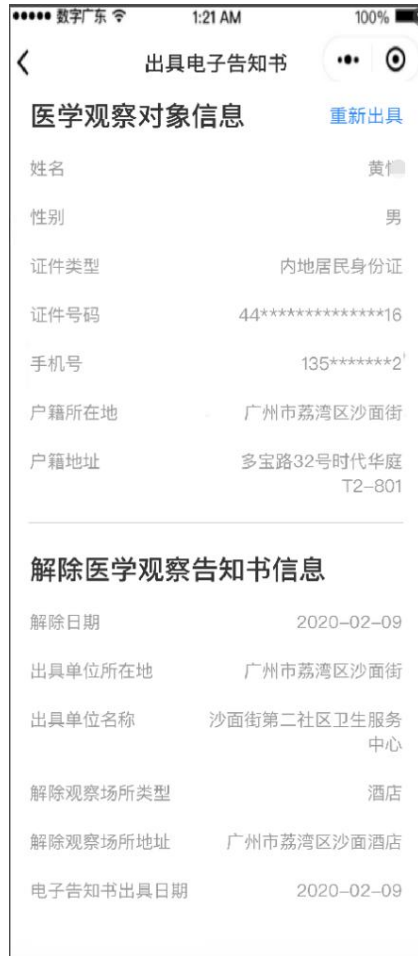 数字广东
1:21 AM
100%
出具电子告知书
医学观察对象信息 重新出具
姓名 黄
性别 男
证件类型 内地居民身份证
证件号码 44**************16
手机号 135*******2
户籍所在地 广州市荔湾区沙面街
户籍地址 多宝路32号时代华庭
T2-801
解除医学观察告知书信息
解除日期 2020-02-09
出具单位所在地 广州市荔湾区沙面街
出具单位名称 沙面街第二社区卫生服务
中心
解除观察场所类型 酒店
解除观察场所地址 广州市荔湾区沙面酒店
电子告知书出具日期 2020-02-09